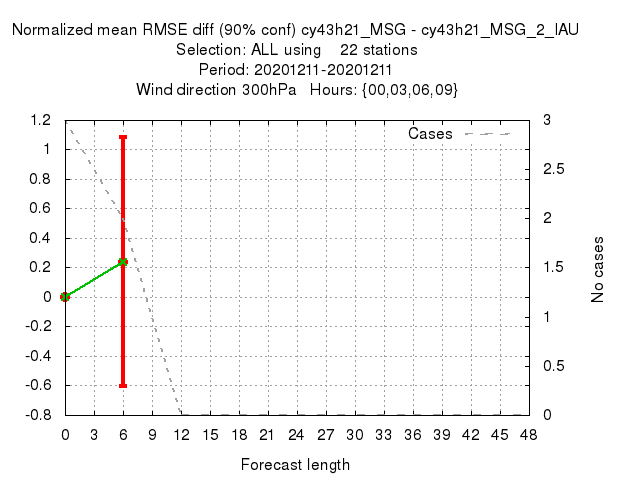 Normalized mean RMSE diff (90% conf) cy43h21_MSG - cy43h21_MSG_2_IAU
Selection: ALL using 22 stations
Period: 20201211-20201211
Wind direction 300hPa Hours: {00,03,06,09}
Cases
1.2
1
0.8
0.6
0.4
0.2
0
-0.2
-0.4
-0.6
-0.8
3
2.5
2
1.5
1
0.5
0
No cases
0 3 6 9 12 15 18 21 24 27 30 33 36 39 42 45 48
Forecast length